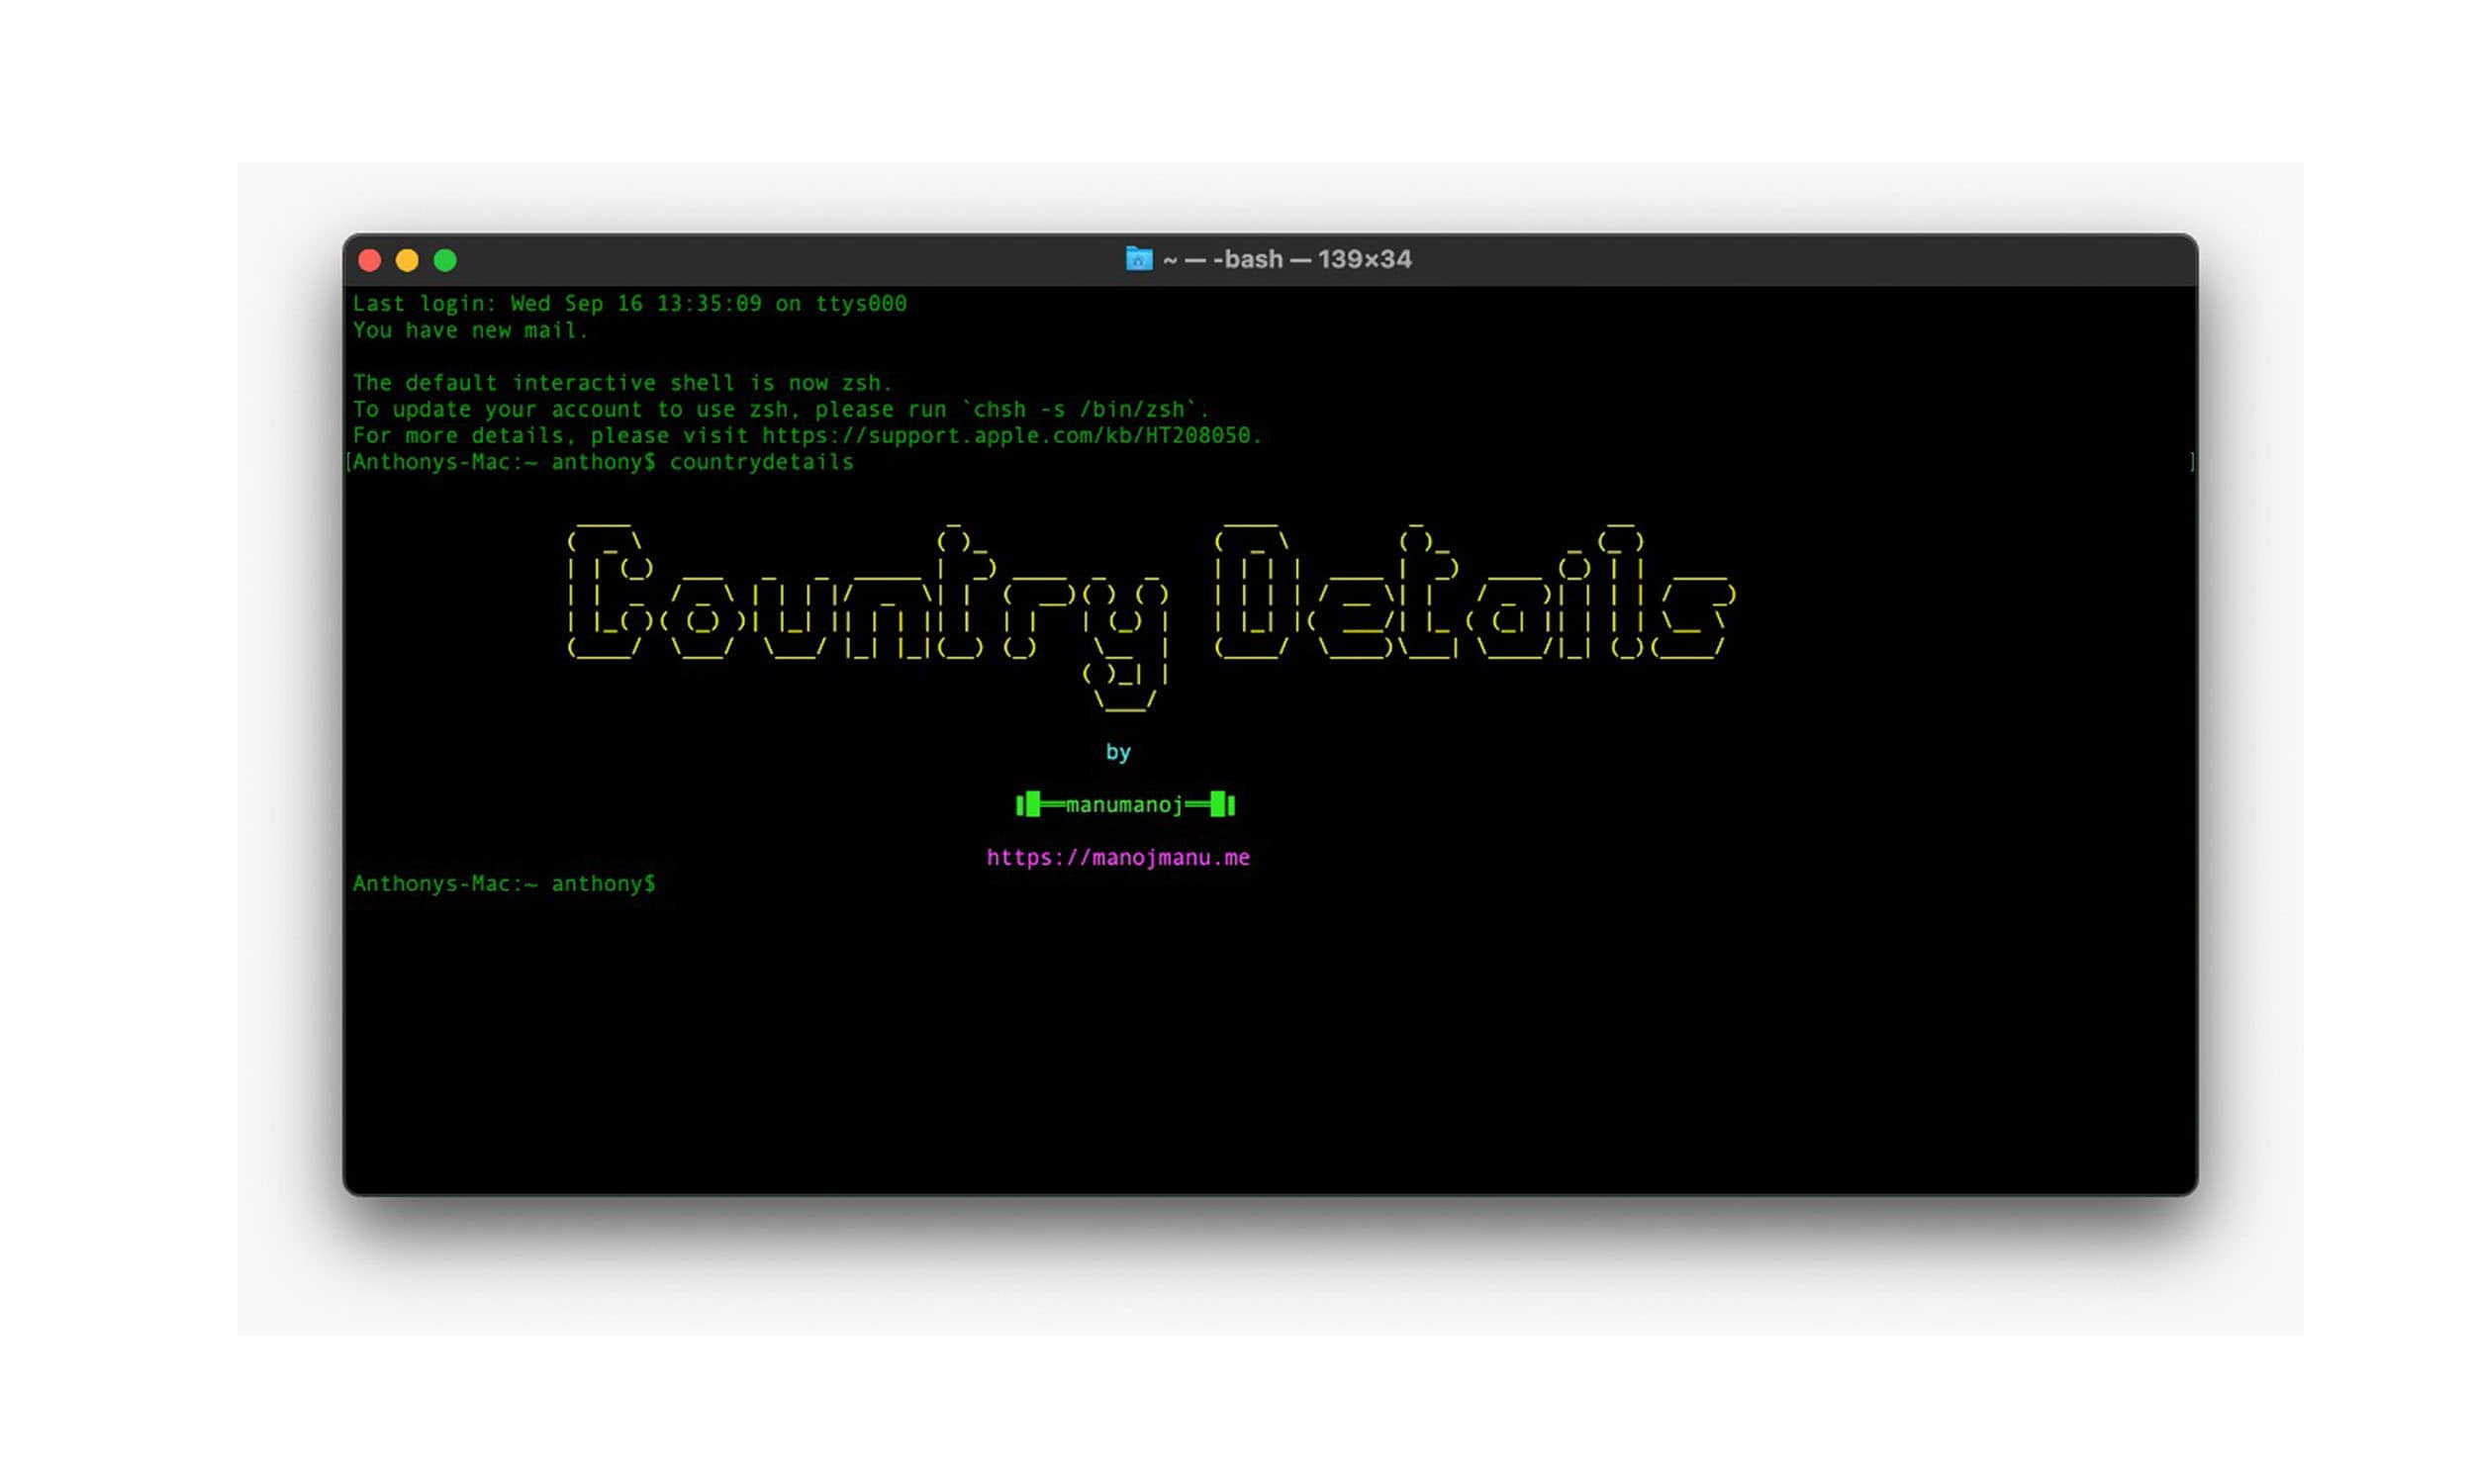 ~ — -bash — 139×34
Last login: Wed Sep 16 13:35:09 on ttys000
You have new mail.
The default interactive shell is now zsh.
To update your account to use zsh, please run `chsh -s /bin/zsh`.
For more details, please visit https://support.apple.com/kb/HT208050.
[Anthonys-Mac:~ anthony$ countrydetails ]
Country Details
by
manumanoj
https://manojmanu.me
Anthonys-Mac:~ anthony$